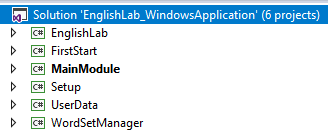 Solution 'EnglishLab_WindowsApplication' (6 projects)
C# EnglishLab
C# FirstStart
C# MainModule
C# Setup
C# UserData
C# WordSetManager